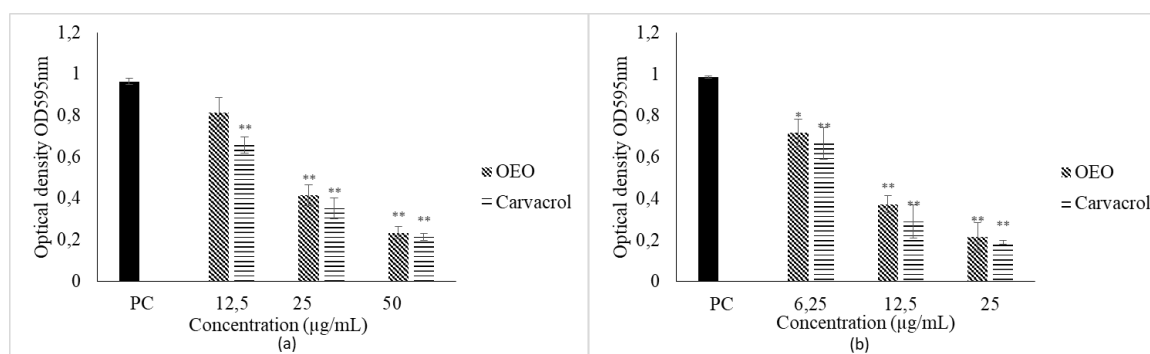 1,2
1
0,8
0,6
0,4
0,2
0
Optical density OD595nm
**
** **
** **
PC 12,5 25 50
Concentration (µg/mL)
(a)
OEO
Carvacrol
1,2
1
0,8
0,6
0,4
0,2
0
Optical density OD595nm
* **
** **
** **
PC 6,25 12,5 25
Concentration (µg/mL)
(b)
OEO
Carvacrol